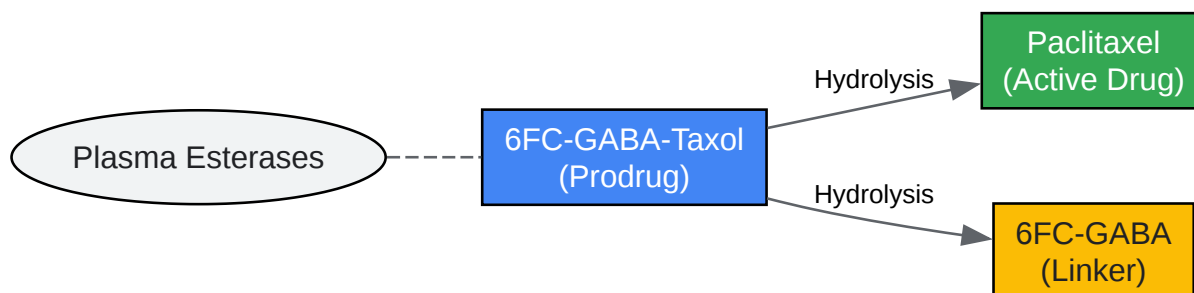 Paclitaxel
(Active Drug)
Hydrolysis
Plasma Esterases
6FC-GABA-Taxol
(Prodrug)
Hydrolysis
6FC-GABA
(Linker)